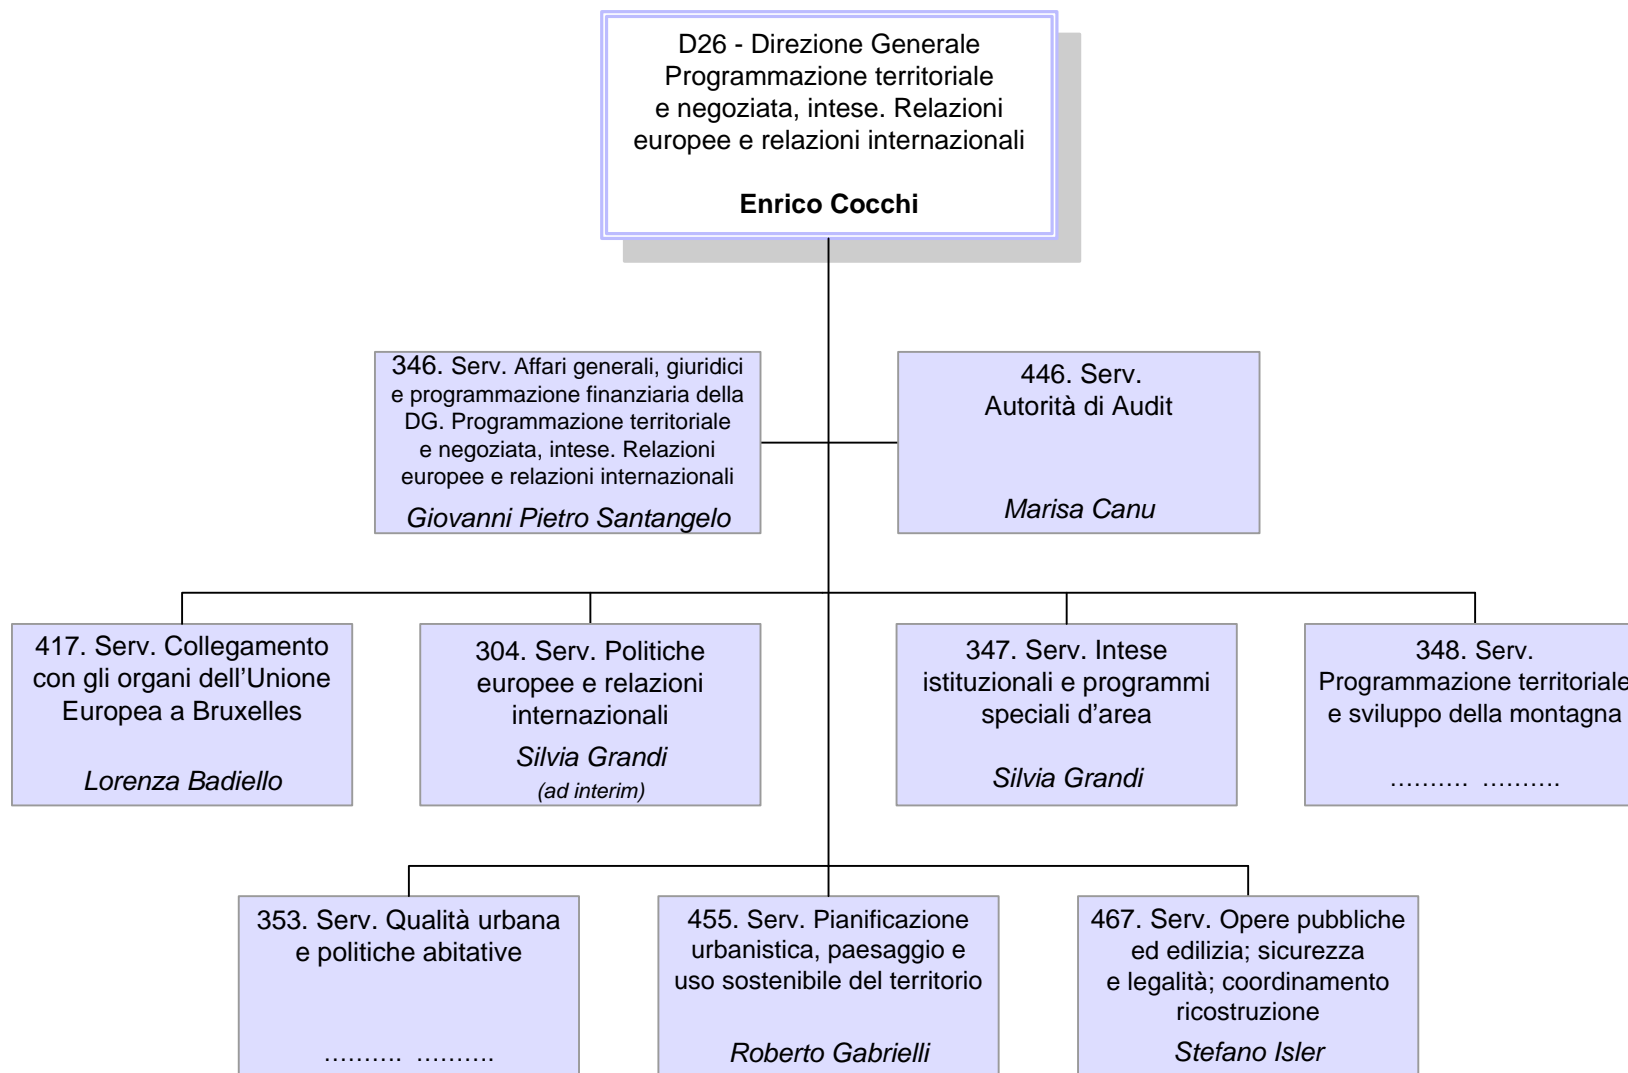 D26 - Direzione Generale
Programmazione territoriale
e negoziata, intese. Relazioni
europee e relazioni internazionali
Enrico Cocchi
346. Serv. Affari generali, giuridici
e programmazione finanziaria della
DG. Programmazione territoriale
e negoziata, intese. Relazioni
europee e relazioni internazionali
Giovanni Pietro Santangelo
446. Serv.
Autorità di Audit
Marisa Canu
417. Serv. Collegamento
con gli organi dell’Unione
Europea a Bruxelles
Lorenza Badiello
304. Serv. Politiche
europee e relazioni
internazionali
Silvia Grandi
(ad interim)
347. Serv. Intese
istituzionali e programmi
speciali d’area
Silvia Grandi
348. Serv.
Programmazione territoriale
e sviluppo della montagna
………. ……….
353. Serv. Qualità urbana
e politiche abitative
………. ……….
455. Serv. Pianificazione
urbanistica, paesaggio e
uso sostenibile del territorio
Roberto Gabrielli
467. Serv. Opere pubbliche
ed edilizia; sicurezza
e legalità; coordinamento
ricostruzione
Stefano Isler